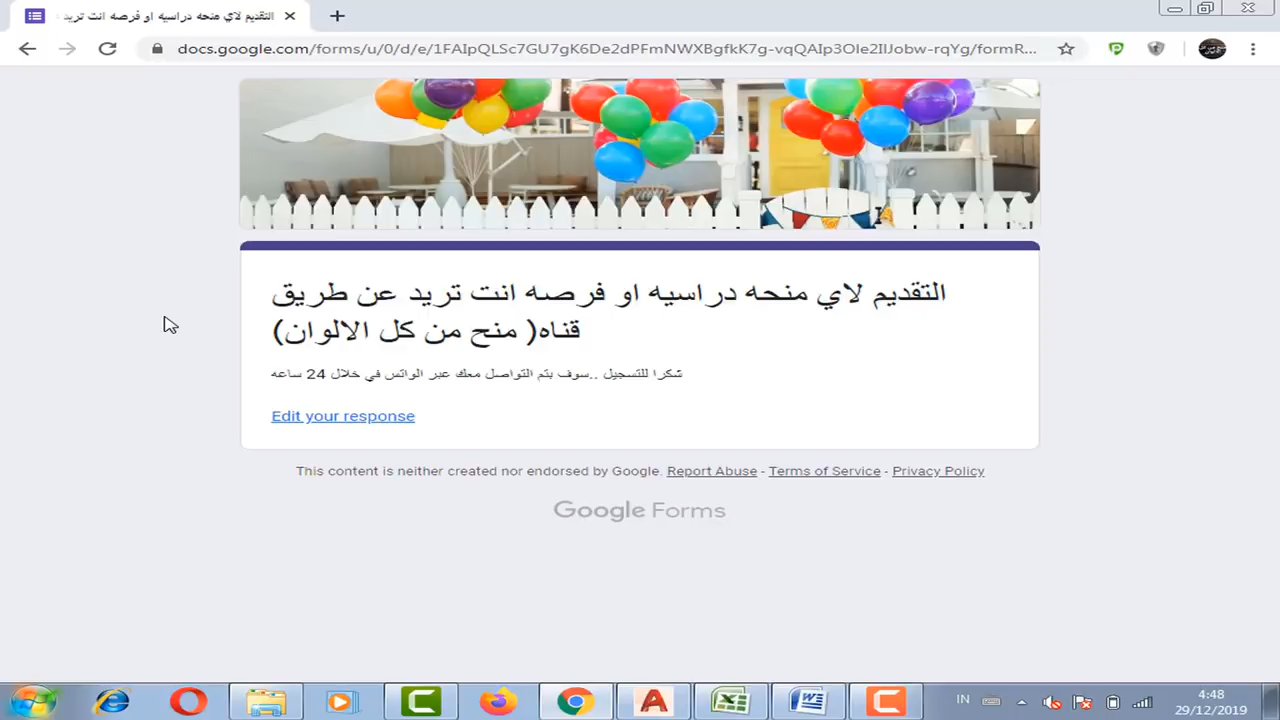 التقديم لاي منحه دراسيه او فرصه انت تريد
docs.google.com/forms/u/0/d/e/1FAIpQLSc7GU7gK6De2dPFmNWXBgfkK7g-vqQAIp3Ole2IlJobw-rqYg/formR...
التقديم لاي منحه دراسيه او فرصه انت تريد عن طريق
قناه( منح من كل الالوان)
شكرا للتسجيل ..سوف يتم التواصل معك عبر الواتس في خلال 24 ساعه
Edit your response
This content is neither created nor endorsed by Google. Report Abuse - Terms of Service - Privacy Policy
Google Forms
IN
4:48
29/12/2019